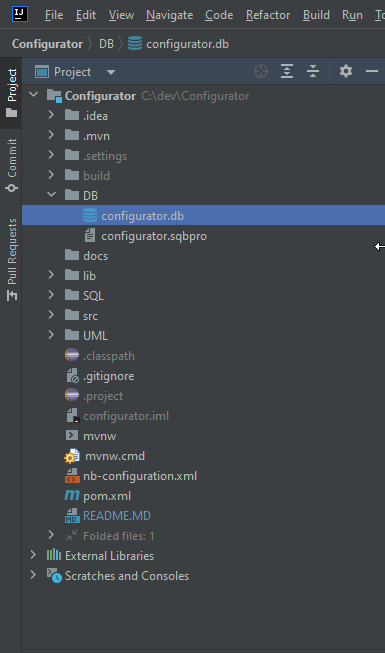 IJ File Edit View Navigate Code Refactor Build Run To
Configurator DB configurator.db
Project
Project
Commit
Pull Requests
Configurator C:\dev\Configurator
.idea
.mvn
.settings
build
DB
configurator.db
configurator.sqbpro
docs
lib
SQL
src
UML
.classpath
.gitignore
.project
configurator.iml
mvnw
mvnw.cmd
nb-configuration.xml
m pom.xml
MD README.MD
Folded files: 1
External Libraries
Scratches and Consoles